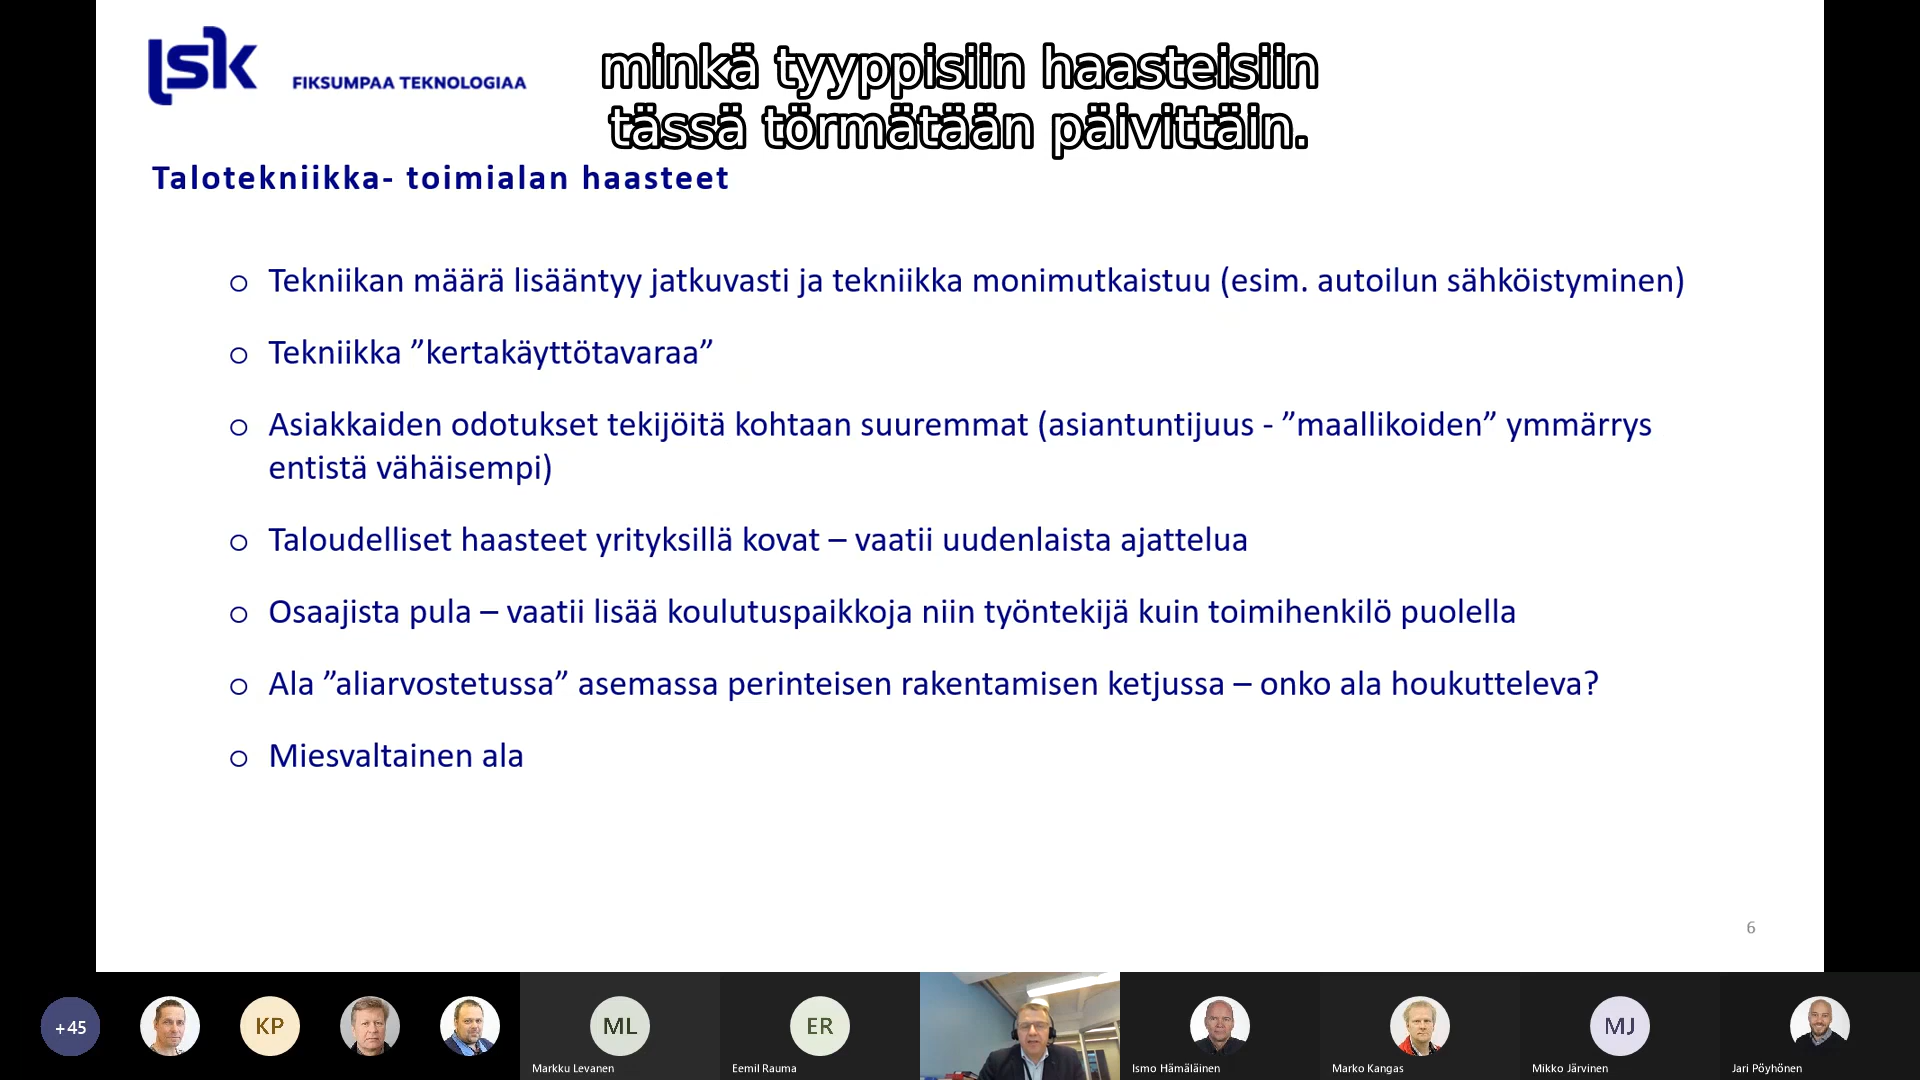 lsk FIKSUMPAA TEKNOLOGIAA
minkä tyyppisiin haasteisiin
tässä törmätään päivittäin.
Talotekniikka- toimialan haasteet
o Tekniikan määrä lisääntyy jatkuvasti ja tekniikka monimutkaistuu (esim. autoilun sähköistyminen)
o Tekniikka ”kertakäyttötavaraa”
o Asiakkaiden odotukset tekijöitä kohtaan suuremmat (asiantuntijuus - ”maallikoiden” ymmärrys
entistä vähäisempi)
o Taloudelliset haasteet yrityksillä kovat – vaatii uudenlaista ajattelua
o Osaajista pula – vaatii lisää koulutuspaikkoja niin työntekijä kuin toimihenkilö puolella
o Ala ”aliarvostetussa” asemassa perinteisen rakentamisen ketjussa – onko ala houkutteleva?
o Miesvaltainen ala
6
+45 KP ML ER MJ
Markku Levanen Eemil Rauma Ismo Hämäläinen Marko Kangas Mikko Järvinen Jari Pöyhönen